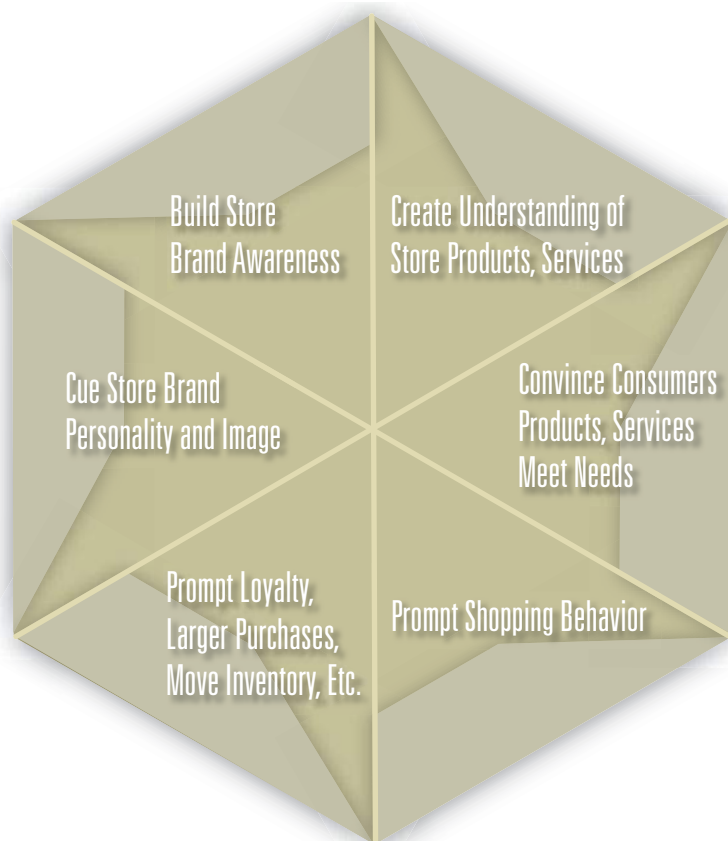 Build Store
Brand Awareness
Create Understanding of
Store Products, Services
Cue Store Brand
Personality and Image
Convince Consumers
Products, Services
Meet Needs
Prompt Loyalty,
Larger Purchases,
Move Inventory, Etc.
Prompt Shopping Behavior